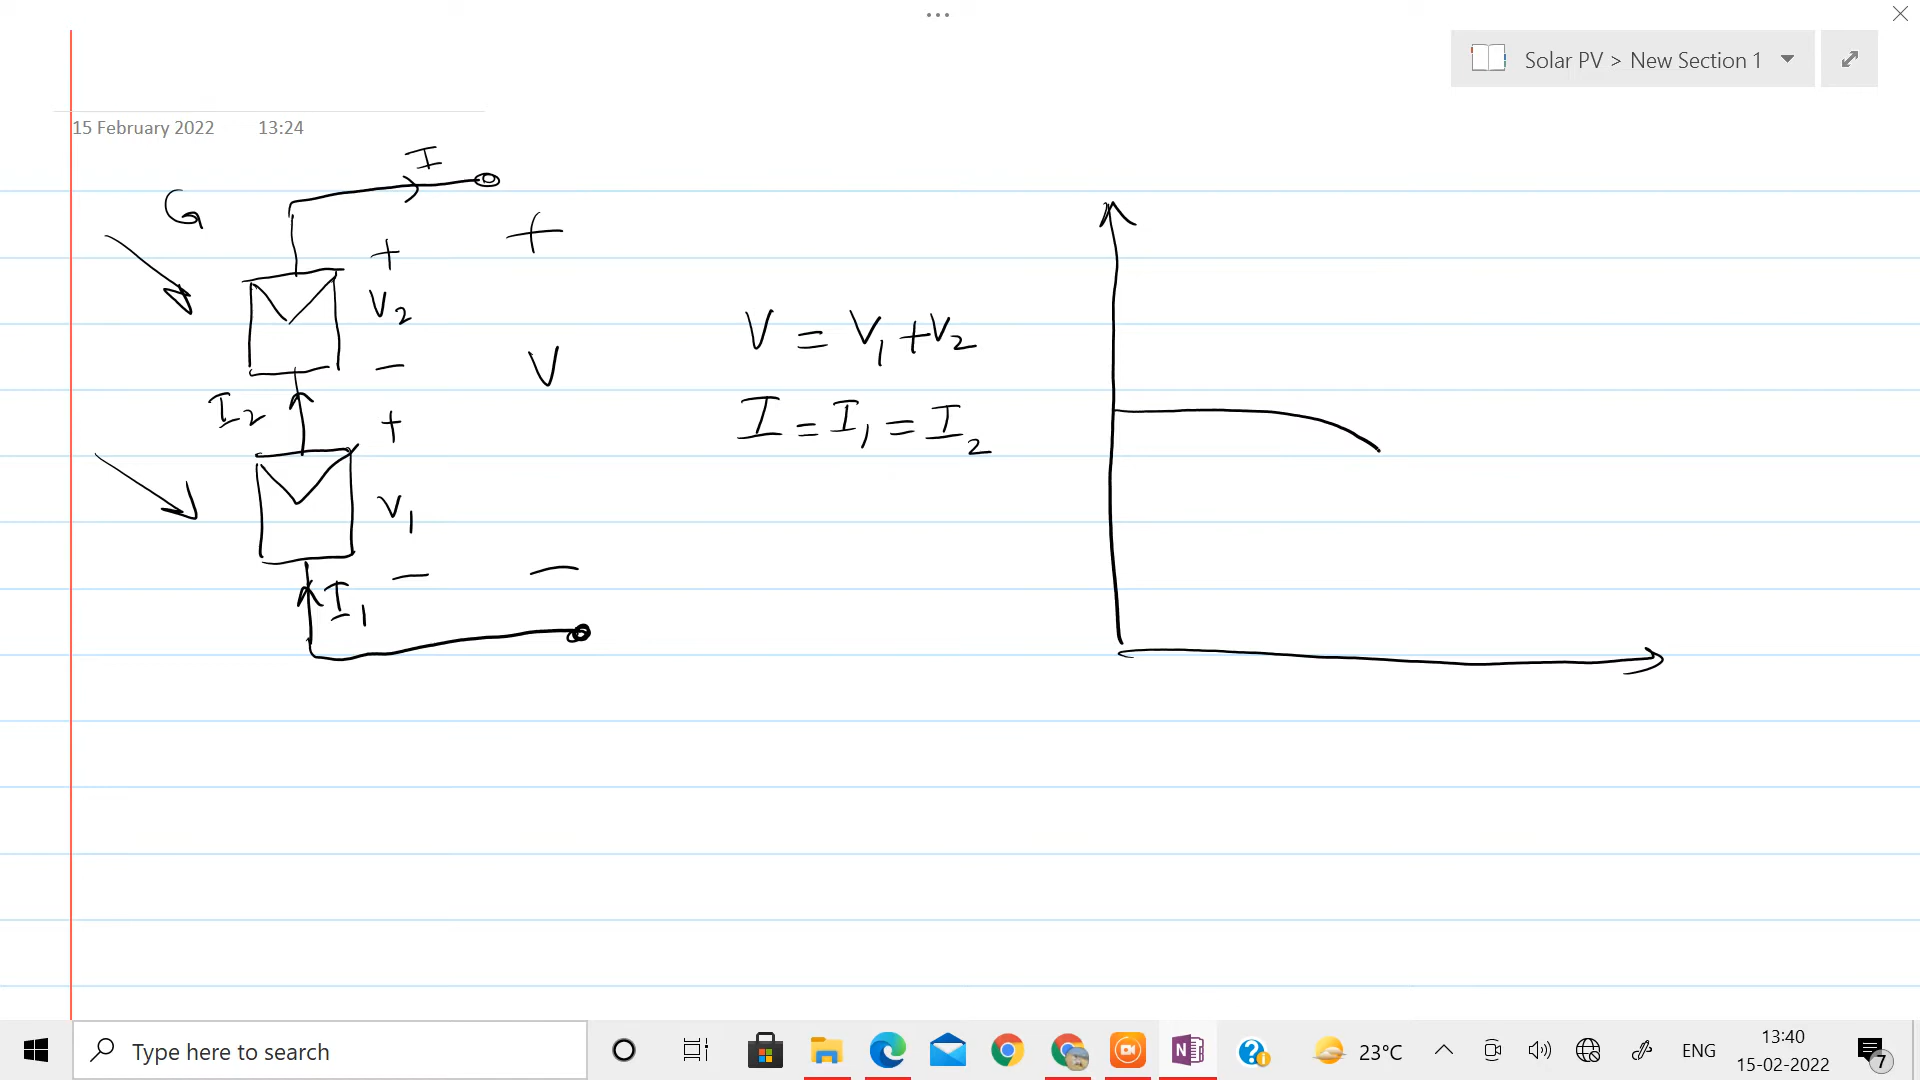 Solar PV > New Section 1
15 February 2022 13:24
I
G
+
+
V2
V
−
I2
+
V1
−
−
I1
V = V1 + V2
I = I1 = I2
Type here to search
23°C
ENG
13:40
15-02-2022
7